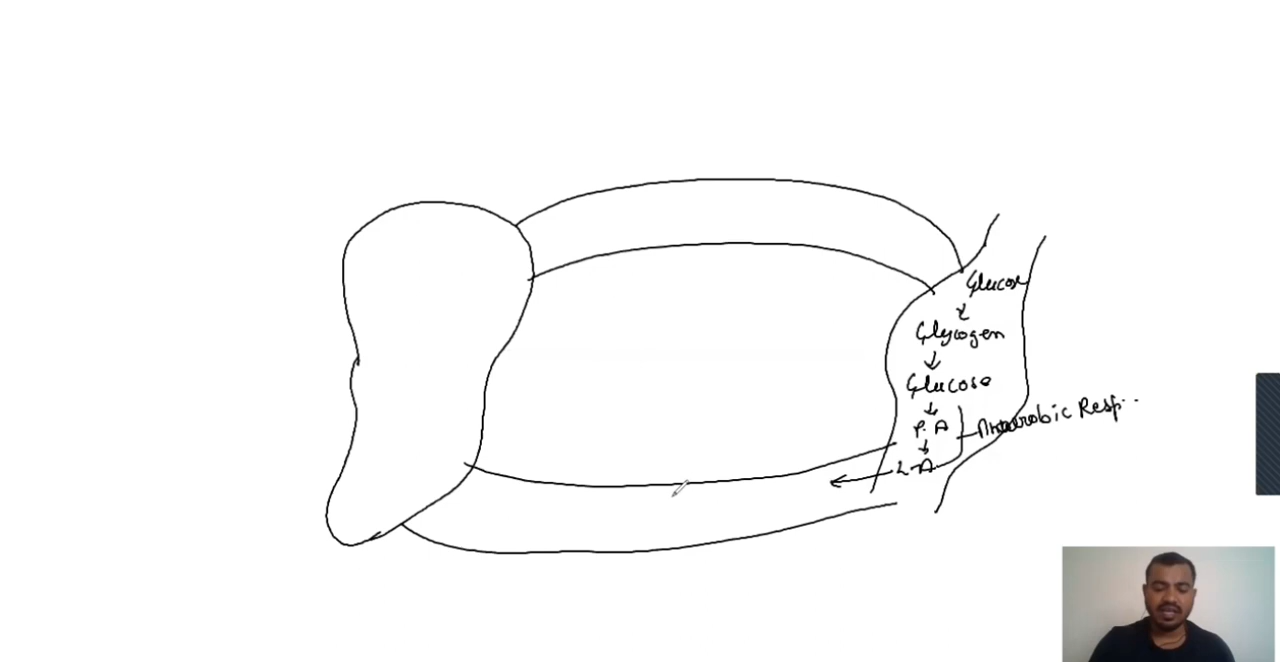 Glucose
Glycogen
Glucose
P. A
Anaerobic Resp..
L-A